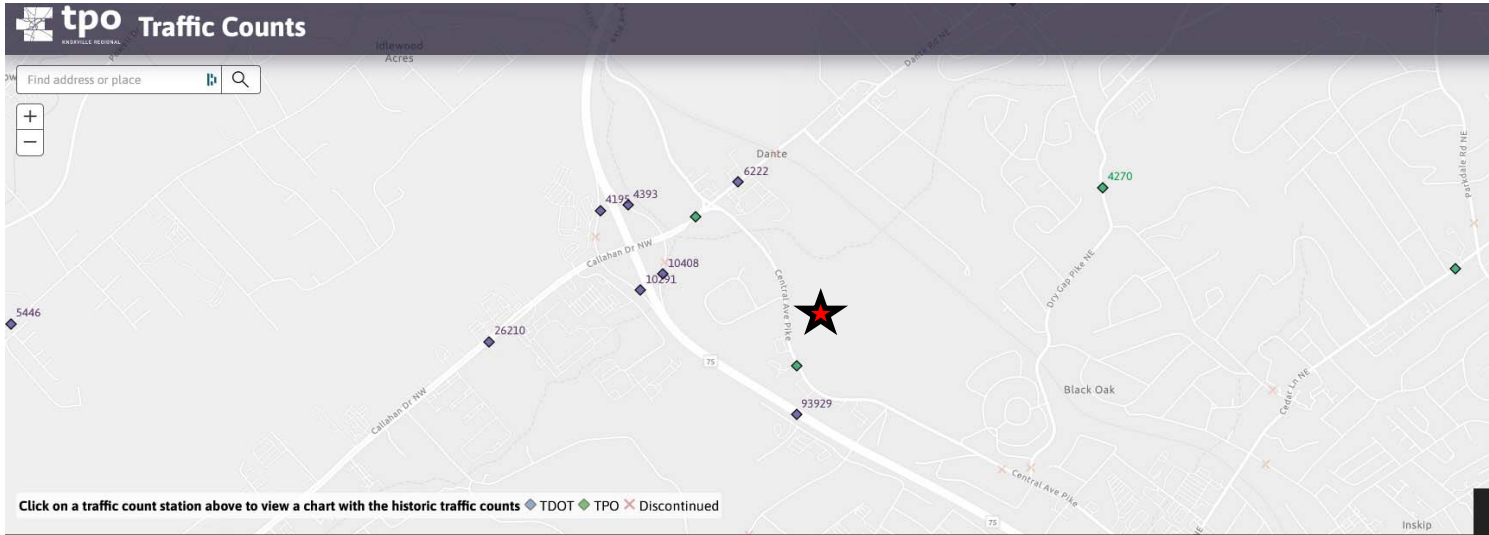 tpo
KNOXVILLE REGIONAL
Traffic Counts
Idlewood
Acres
Find address or place
+
−
Dante Rd NE
Dante
6222
4195
4393
4270
Parkdale Rd NE
Callahan Dr NW
10408
10291
Central Ave Pike
Dry Gap Pike NE
5446
26210
75
Black Oak
Cedar Ln NE
93929
Callahan Dr NW
Central Ave Pike
Click on a traffic count station above to view a chart with the historic traffic counts TDOT TPO Discontinued
75
Inskip
NE